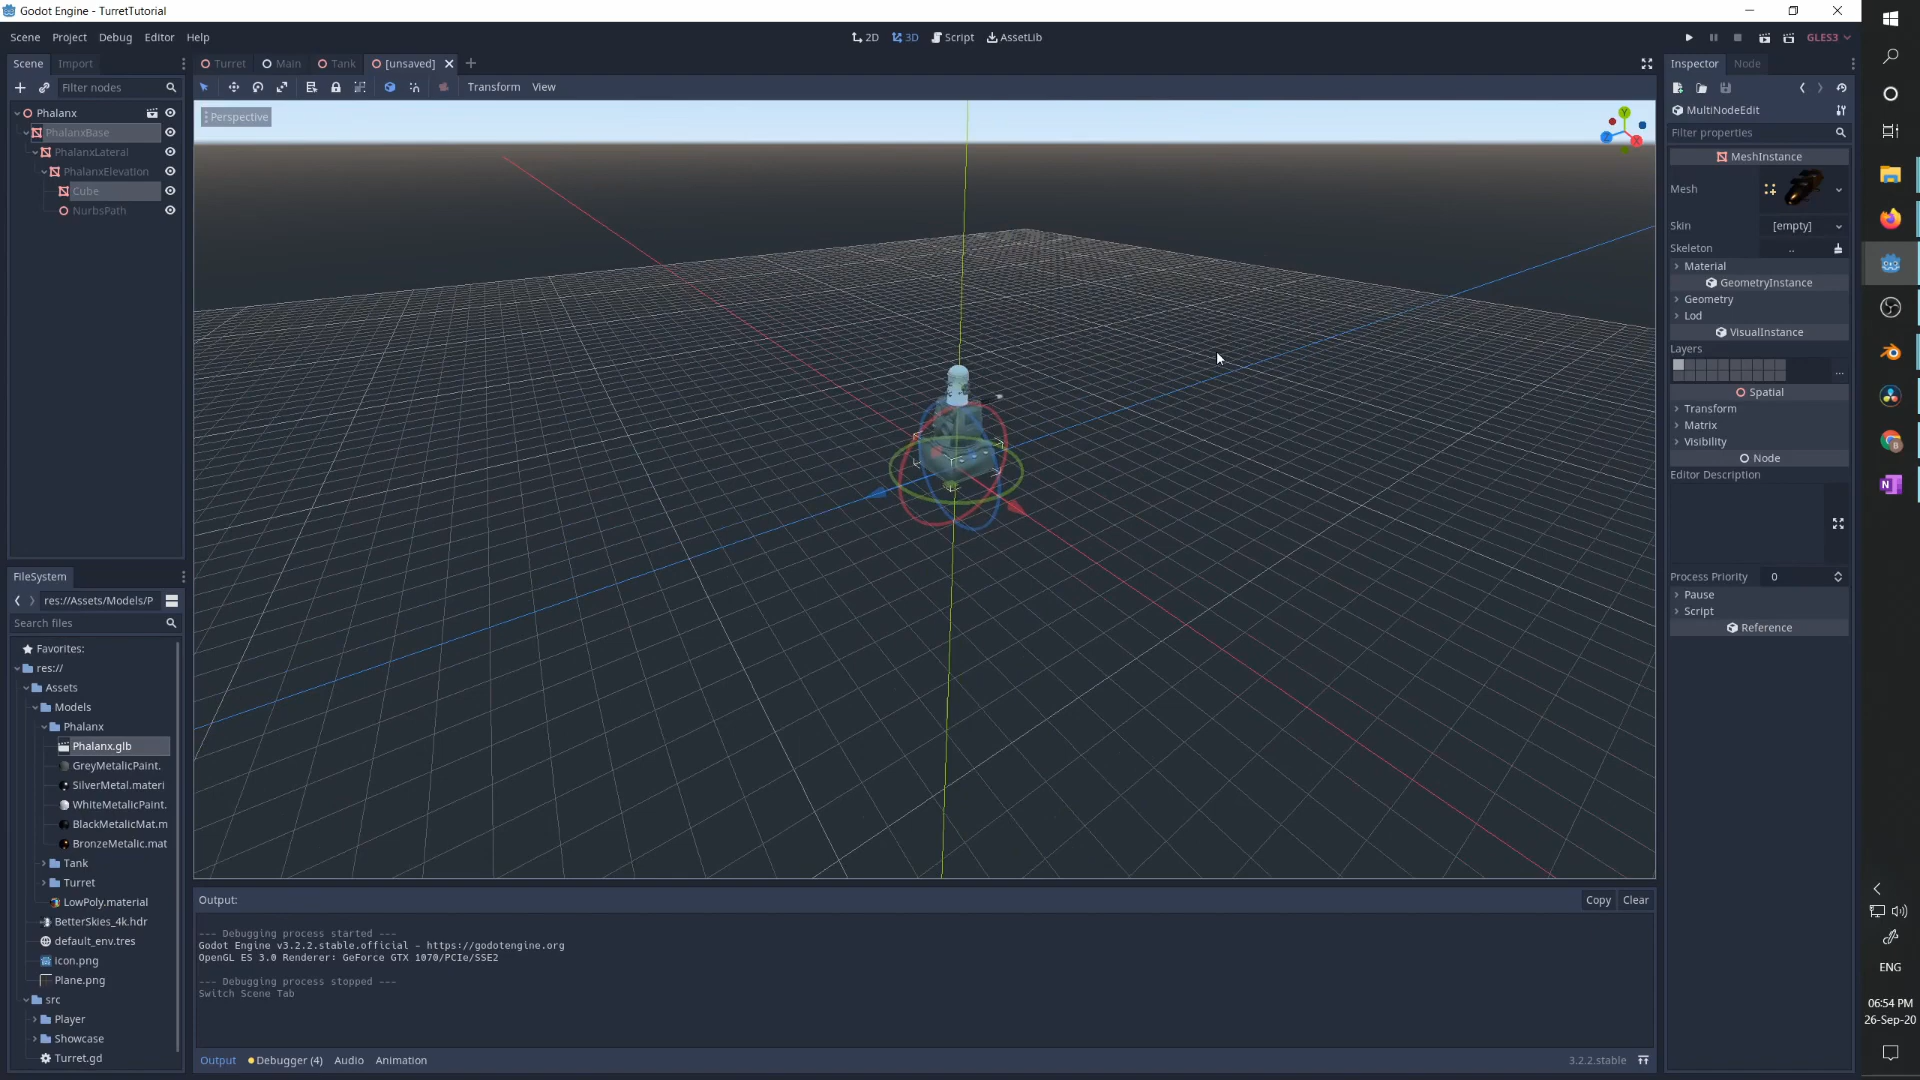 Godot Engine - TurretTutorial
Scene Project Debug Editor Help
2D 3D Script AssetLib
GLES3
Scene Import
Turret Main Tank [unsaved]
Inspector Node
Filter nodes
Transform View
Phalanx
PhalanxBase
PhalanxLateral
PhalanxElevation
Cube
NurbsPath
Perspective
Y
Z
X
MultiNodeEdit
Filter properties
MeshInstance
Mesh
Skin [empty]
Skeleton ..
Material
GeometryInstance
Geometry
Lod
VisualInstance
Layers
...
Spatial
Transform
Matrix
Visibility
Node
Editor Description
Process Priority 0
Pause
Script
Reference
FileSystem
res://Assets/Models/P
Search files
Favorites:
res://
Assets
Models
Phalanx
Phalanx.glb
GreyMetalicPaint.
SilverMetal.materi
WhiteMetalicPaint.
BlackMetalicMat.m
BronzeMetalic.mat
Tank
Turret
LowPoly.material
BetterSkies_4k.hdr
default_env.tres
icon.png
Plane.png
src
Player
Showcase
Turret.gd
Output:
Copy Clear
--- Debugging process started ---
Godot Engine v3.2.2.stable.official - https://godotengine.org
OpenGL ES 3.0 Renderer: GeForce GTX 1070/PCIe/SSE2
--- Debugging process stopped ---
Switch Scene Tab
Output Debugger (4) Audio Animation
3.2.2.stable
B
N
ENG
06:54 PM
26-Sep-20